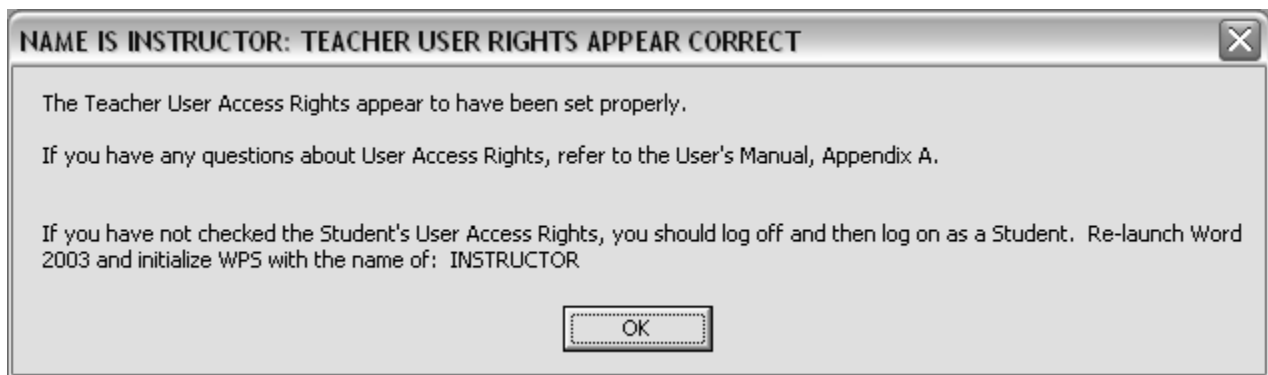 NAME IS INSTRUCTOR: TEACHER USER RIGHTS APPEAR CORRECT
The Teacher User Access Rights appear to have been set properly.
If you have any questions about User Access Rights, refer to the User's Manual, Appendix A.
If you have not checked the Student's User Access Rights, you should log off and then log on as a Student.  Re-launch Word
2003 and initialize WPS with the name of:  INSTRUCTOR
OK